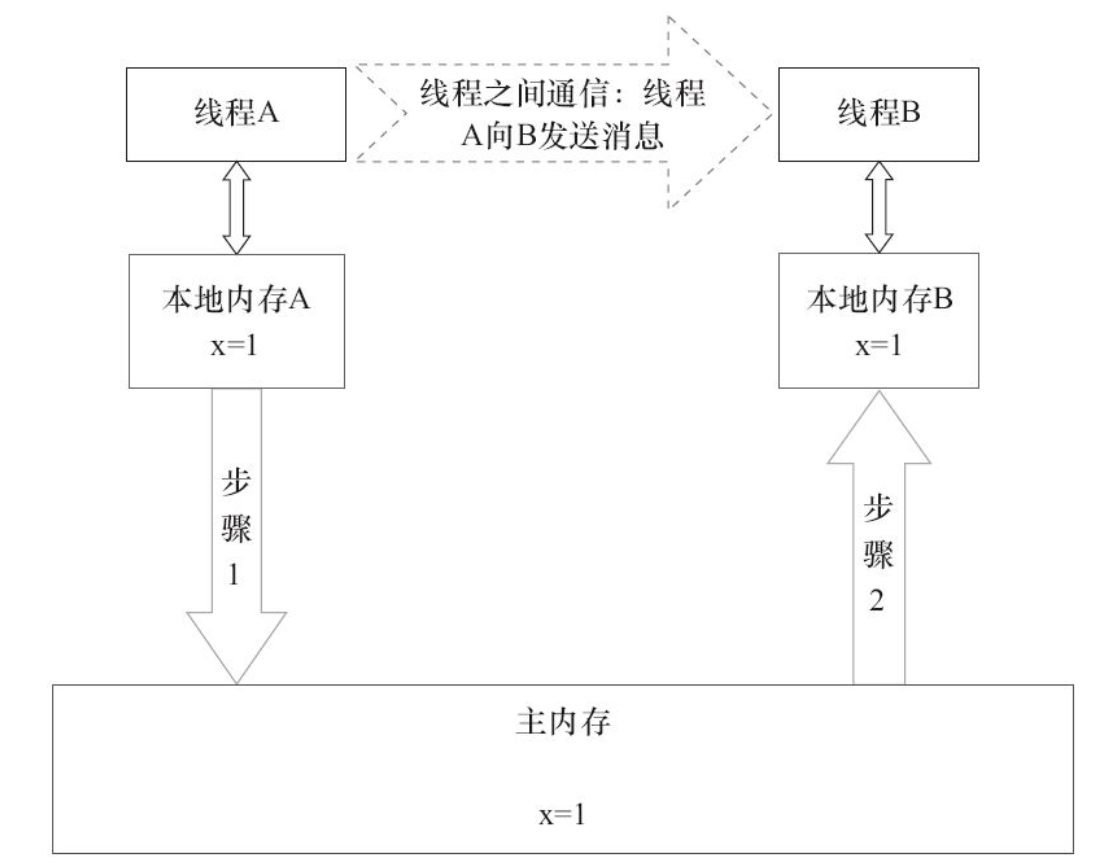 线程A
线程之间通信：线程
A向B发送消息
线程B
本地内存A
x=1
本地内存B
x=1
步
骤
1
步
骤
2
主内存
x=1